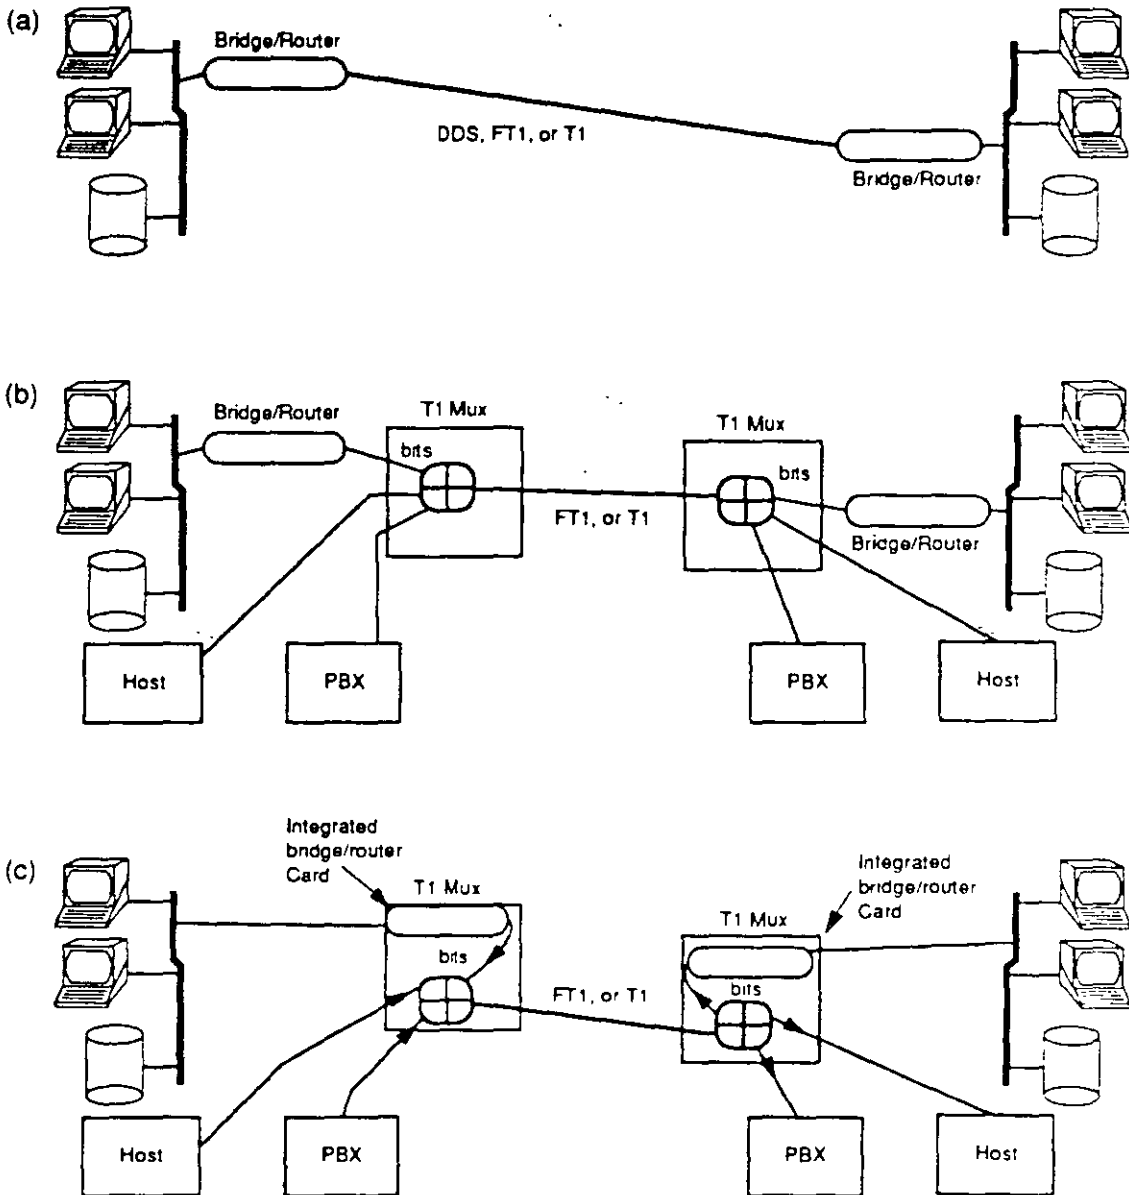 (a)
Bridge/Router
DDS, FT1, or T1
Bridge/Router
(b)
Bridge/Router
T1 Mux
bits
T1 Mux
bits
FT1, or T1
Bridge/Router
Host
PBX
PBX
Host
(c)
Integrated
bridge/router
Card
T1 Mux
bits
Integrated
bridge/router
Card
T1 Mux
bits
FT1, or T1
Host
PBX
PBX
Host